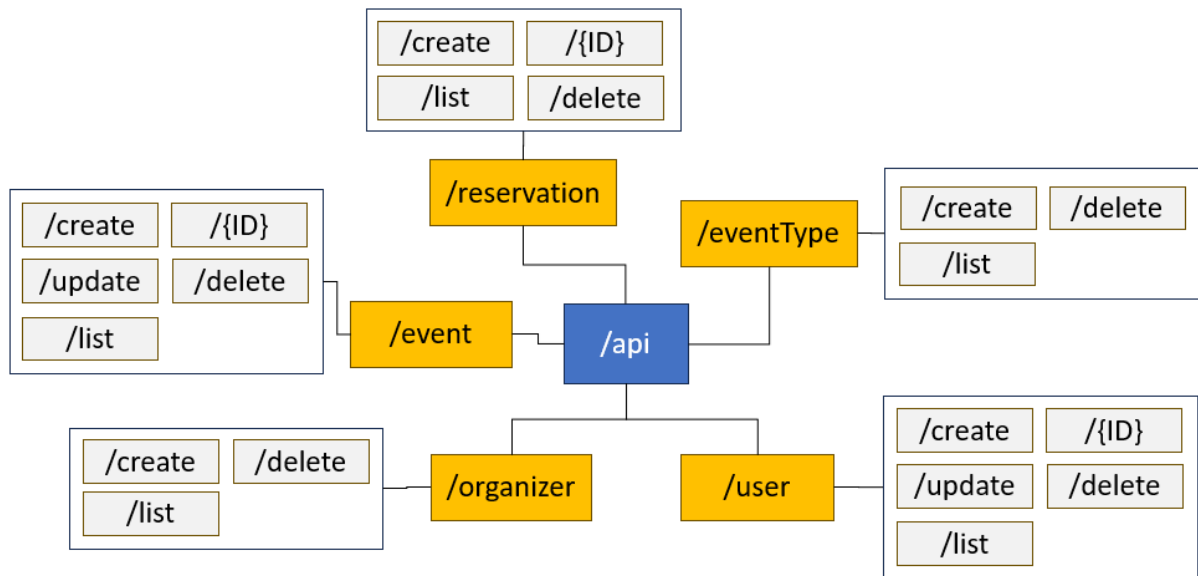 /create
/{ID}
/list
/delete
/reservation
/create
/{ID}
/update
/delete
/list
/event
/api
/eventType
/create
/delete
/list
/create
/delete
/list
/organizer
/user
/create
/{ID}
/update
/delete
/list